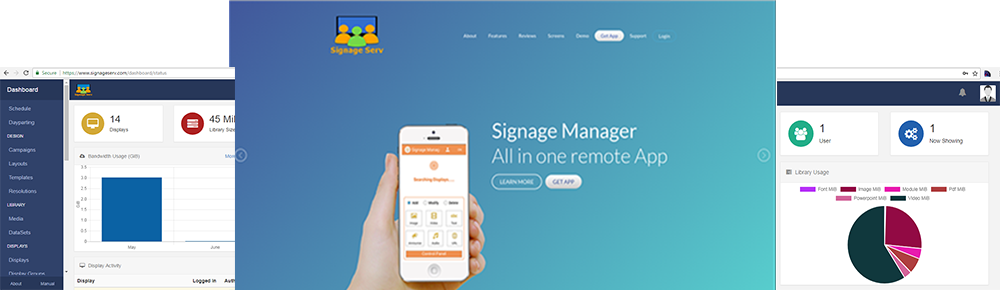 Signage Serv
About Features Reviews Screens Demo Get App Support Login
Signage Manager
All in one remote App
LEARN MORE GET APP
Searching Displays.....
Add Modify Delete
Image Video Text
Audio URL
Control Panel
Secure https://www.signageserv.com/dashboard/status
Dashboard
Schedule
Dayparting
DESIGN
Campaigns
Layouts
Templates
Resolutions
LIBRARY
Media
DataSets
DISPLAYS
Displays
Display Groups
About Manual
Signage Serv
14
Displays
45 Mi
Library Size
Bandwidth Usage (GiB) More
3.5
3.0
2.5
2.0
1.5
1.0
0.5
0.0
GiB
May June
Display Activity
Display Logged In Auth
1
User
1
Now Showing
Library Usage
Font MiB Image MiB Module MiB Pdf MiB
Powerpoint MiB Video MiB